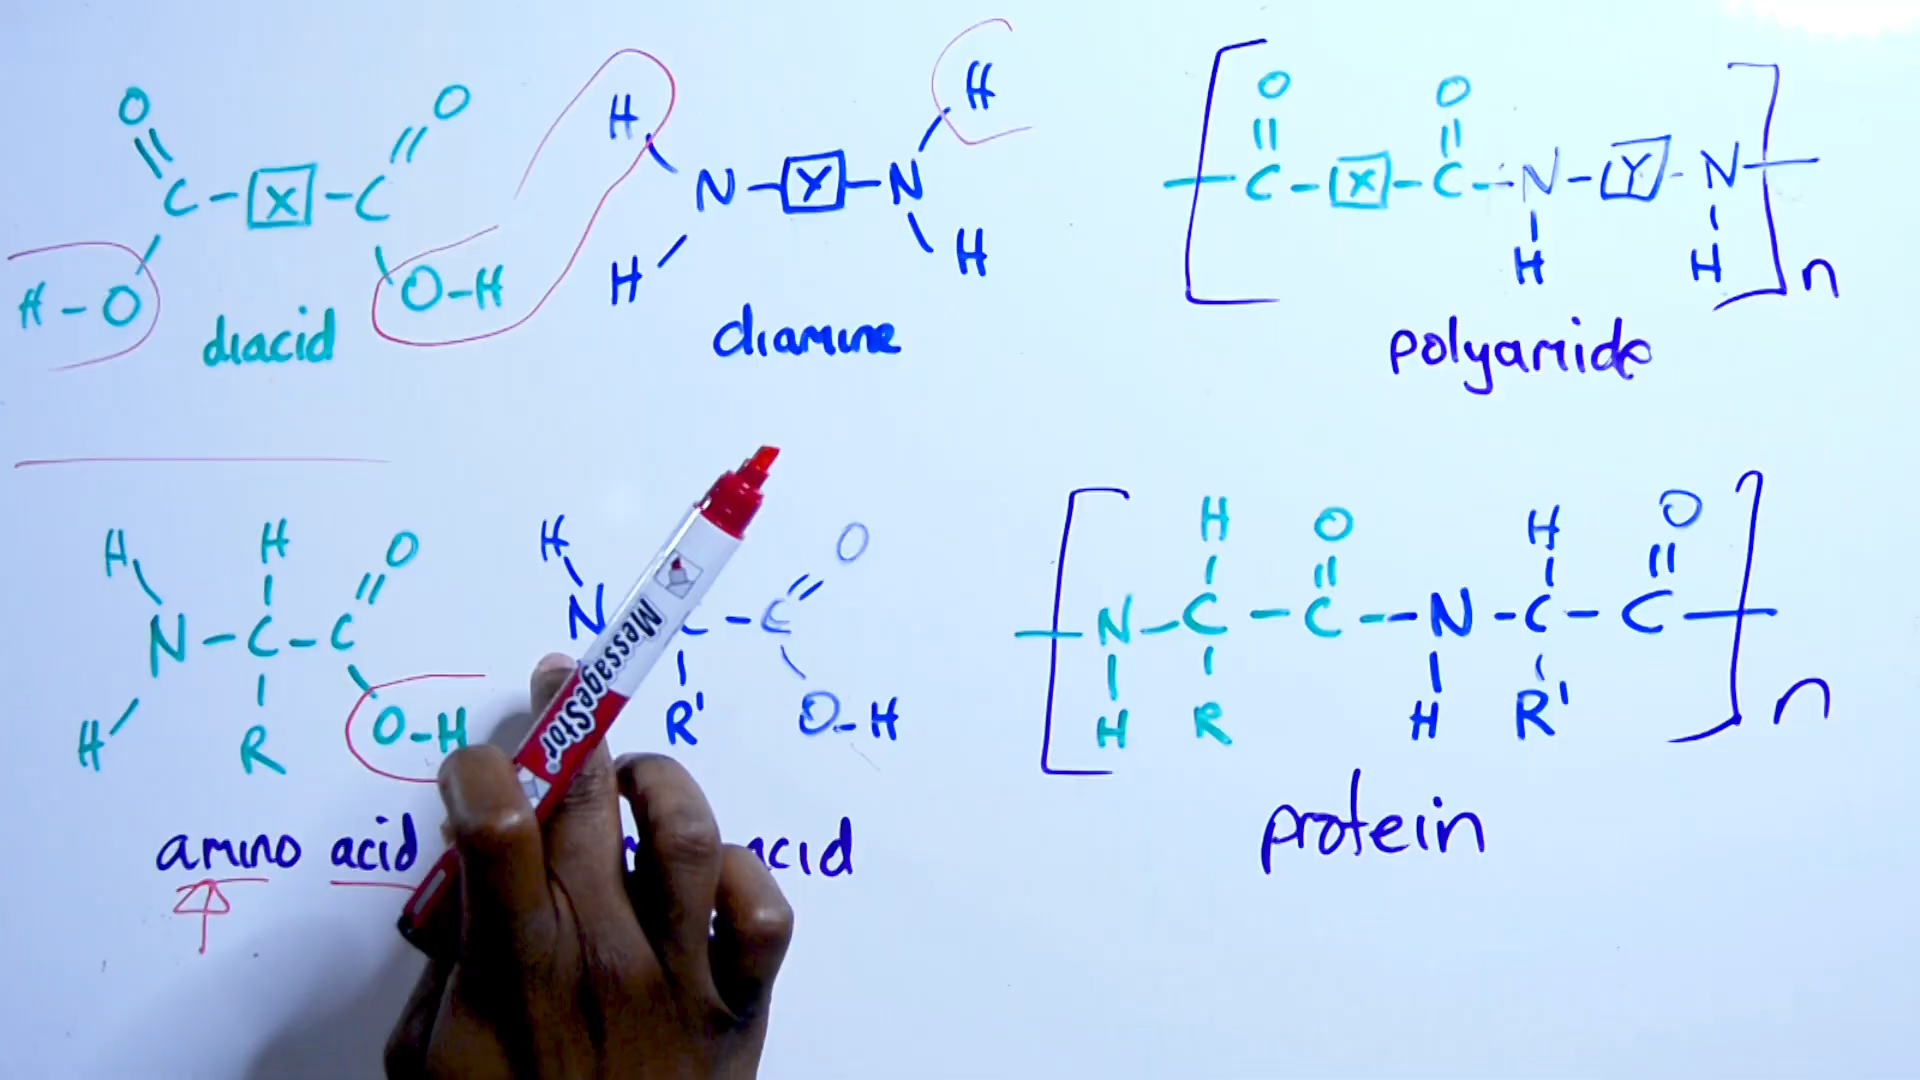 O O H H O O
C - X - C N - Y - N C - X - C - N - Y - N
H - O O - H H H H H n
diacid diamine polyamide
H H O H O H O H O
N - C - C N - C N - C - C - N - C - C
H R O - H R' O - H H R H R' n
MessageStor
amino acid acid protein